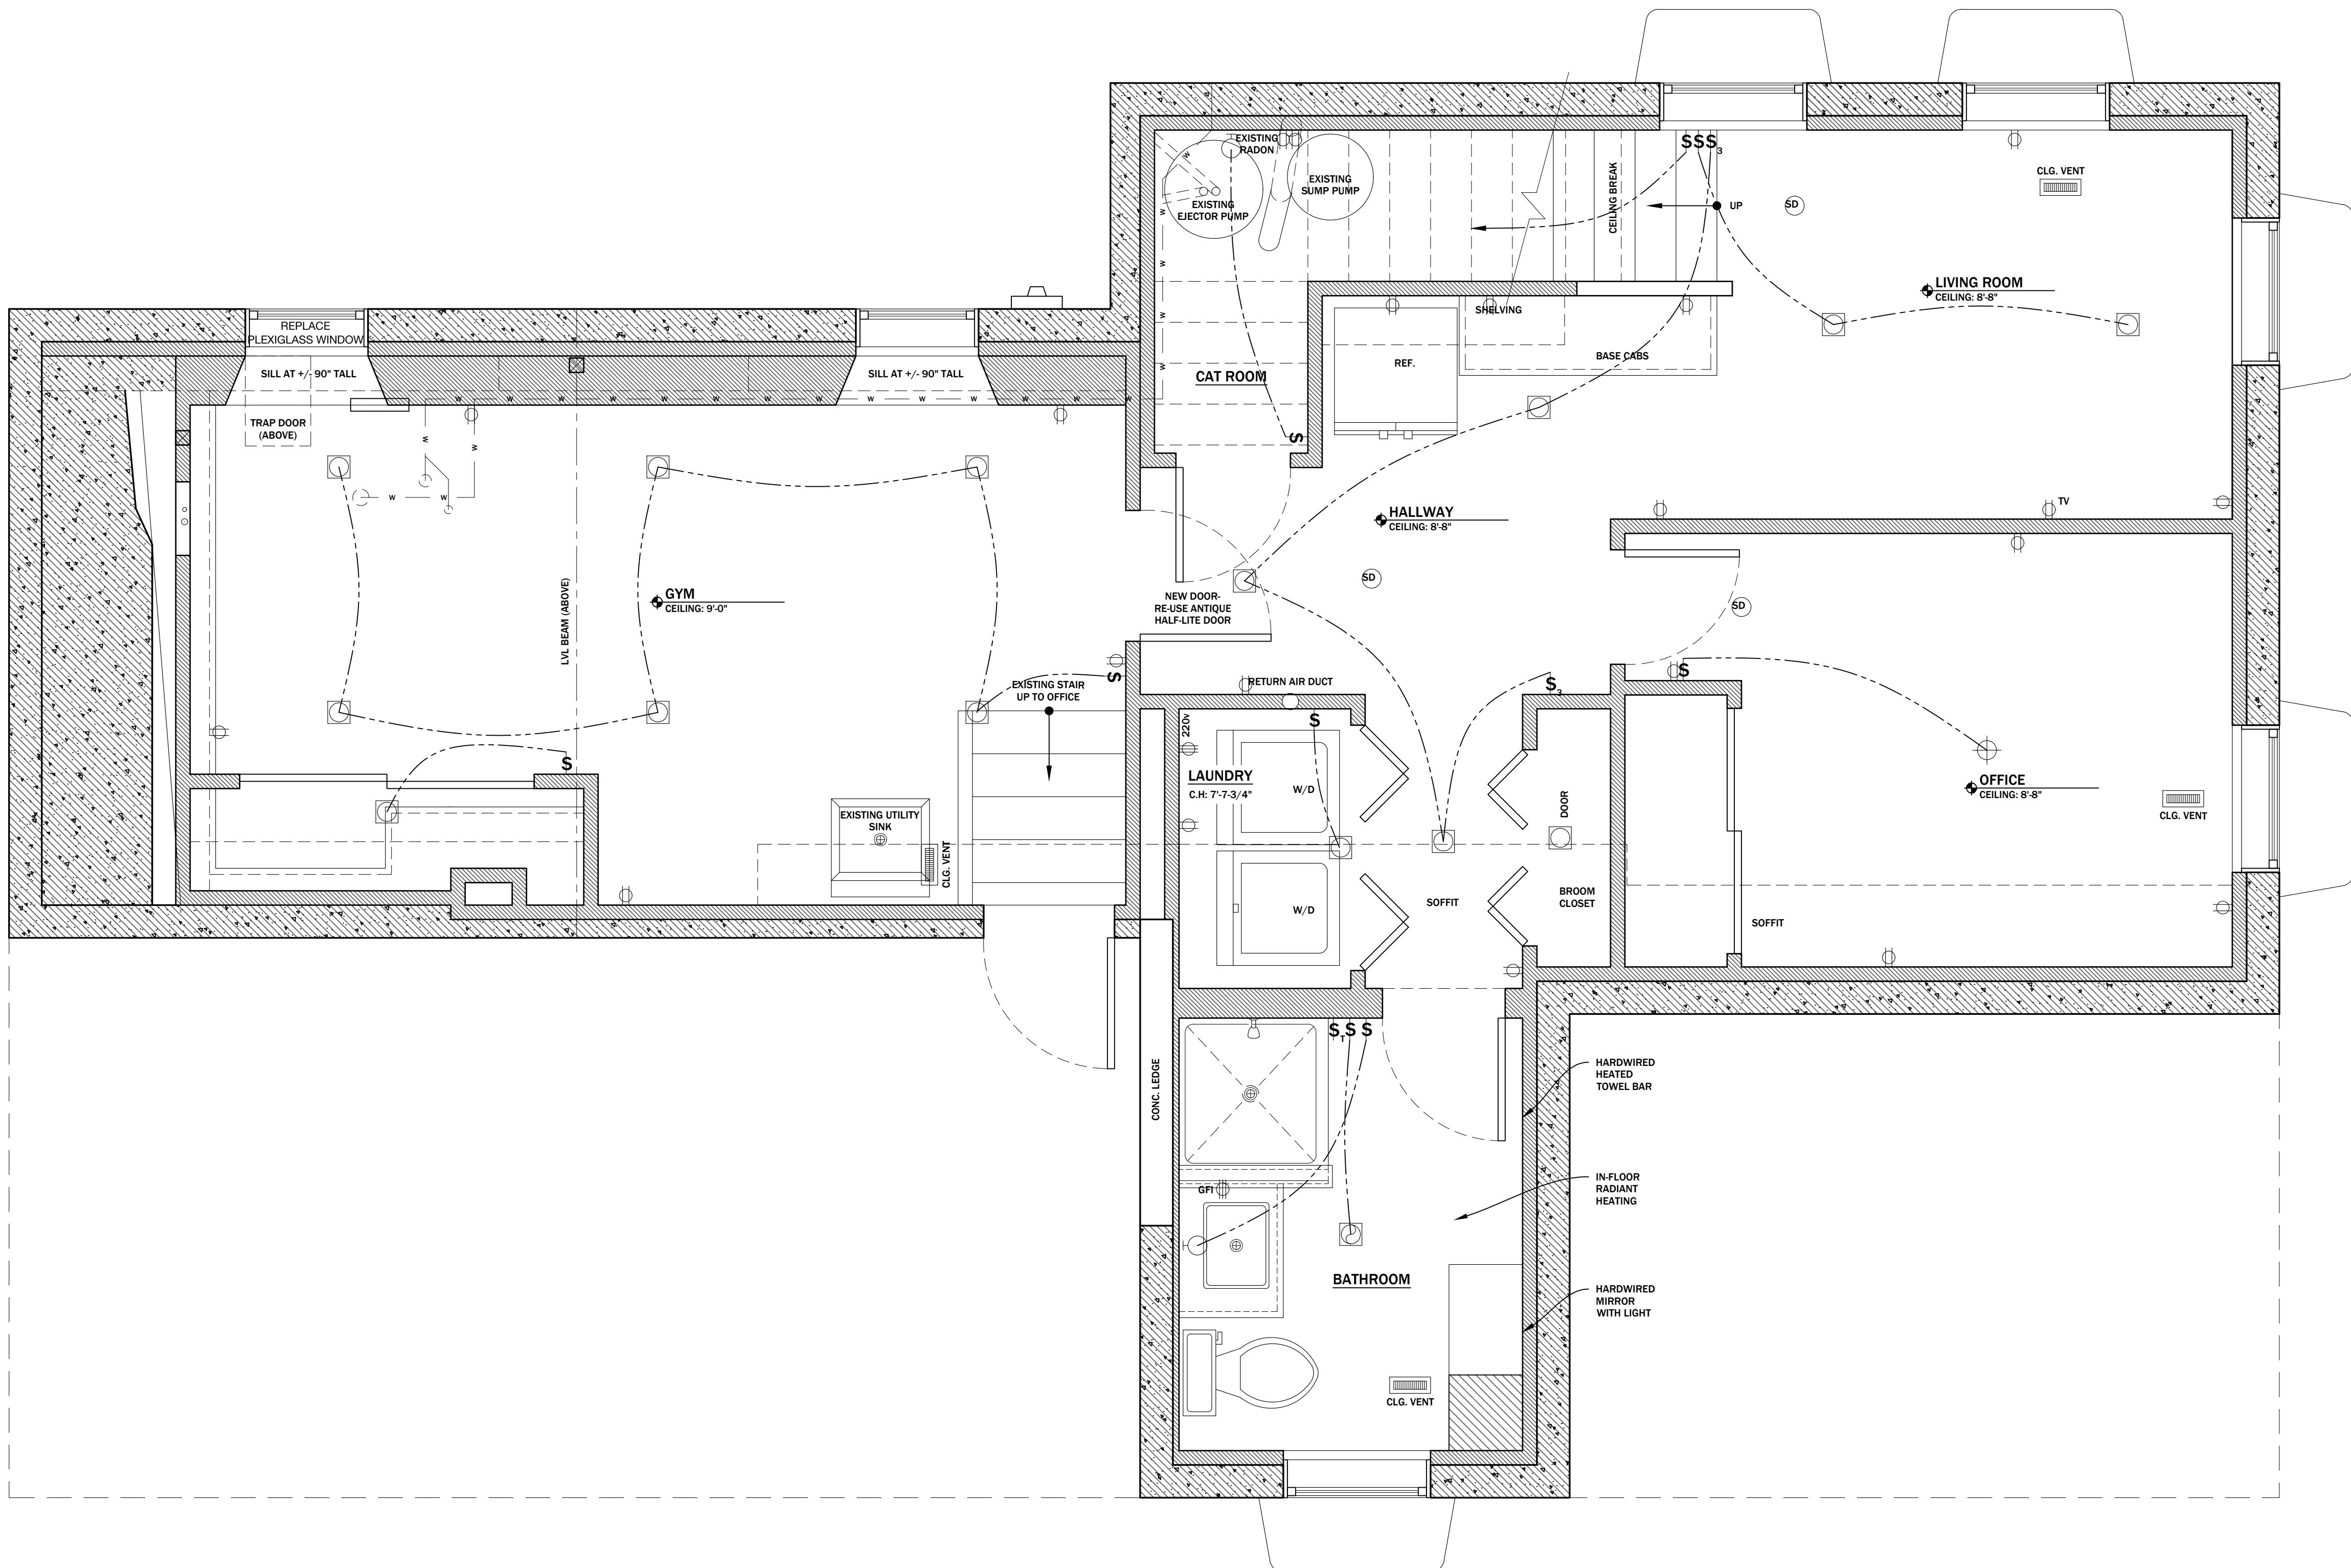 EXISTING
RADON
EXISTING
SUMP PUMP
EXISTING
EJECTOR PUMP
CEILING BREAK
SSS3
UP
SD
CLG. VENT
LIVING ROOM
CEILING: 8'-8"
REPLACE
PLEXIGLASS WINDOW
SILL AT +/- 90" TALL
SILL AT +/- 90" TALL
W W W W W W W W W W W W W W
W
W
W
W
W
SHELVING
REF.
BASE CABS
CAT ROOM
S
TRAP DOOR
(ABOVE)
W
W
W W
HALLWAY
CEILING: 8'-8"
TV
SD
SD
GYM
CEILING: 9'-0"
LVL BEAM (ABOVE)
NEW DOOR-
RE-USE ANTIQUE
HALF-LITE DOOR
S
EXISTING STAIR
UP TO OFFICE
RETURN AIR DUCT
S3
S
S
220v
LAUNDRY
C.H: 7'-7-3/4"
W/D
W/D
S
EXISTING UTILITY
SINK
CLG. VENT
DOOR
BROOM
CLOSET
SOFFIT
SOFFIT
OFFICE
CEILING: 8'-8"
CLG. VENT
STS S
CONC. LEDGE
HARDWIRED
HEATED
TOWEL BAR
GFI
IN-FLOOR
RADIANT
HEATING
BATHROOM
HARDWIRED
MIRROR
WITH LIGHT
CLG. VENT